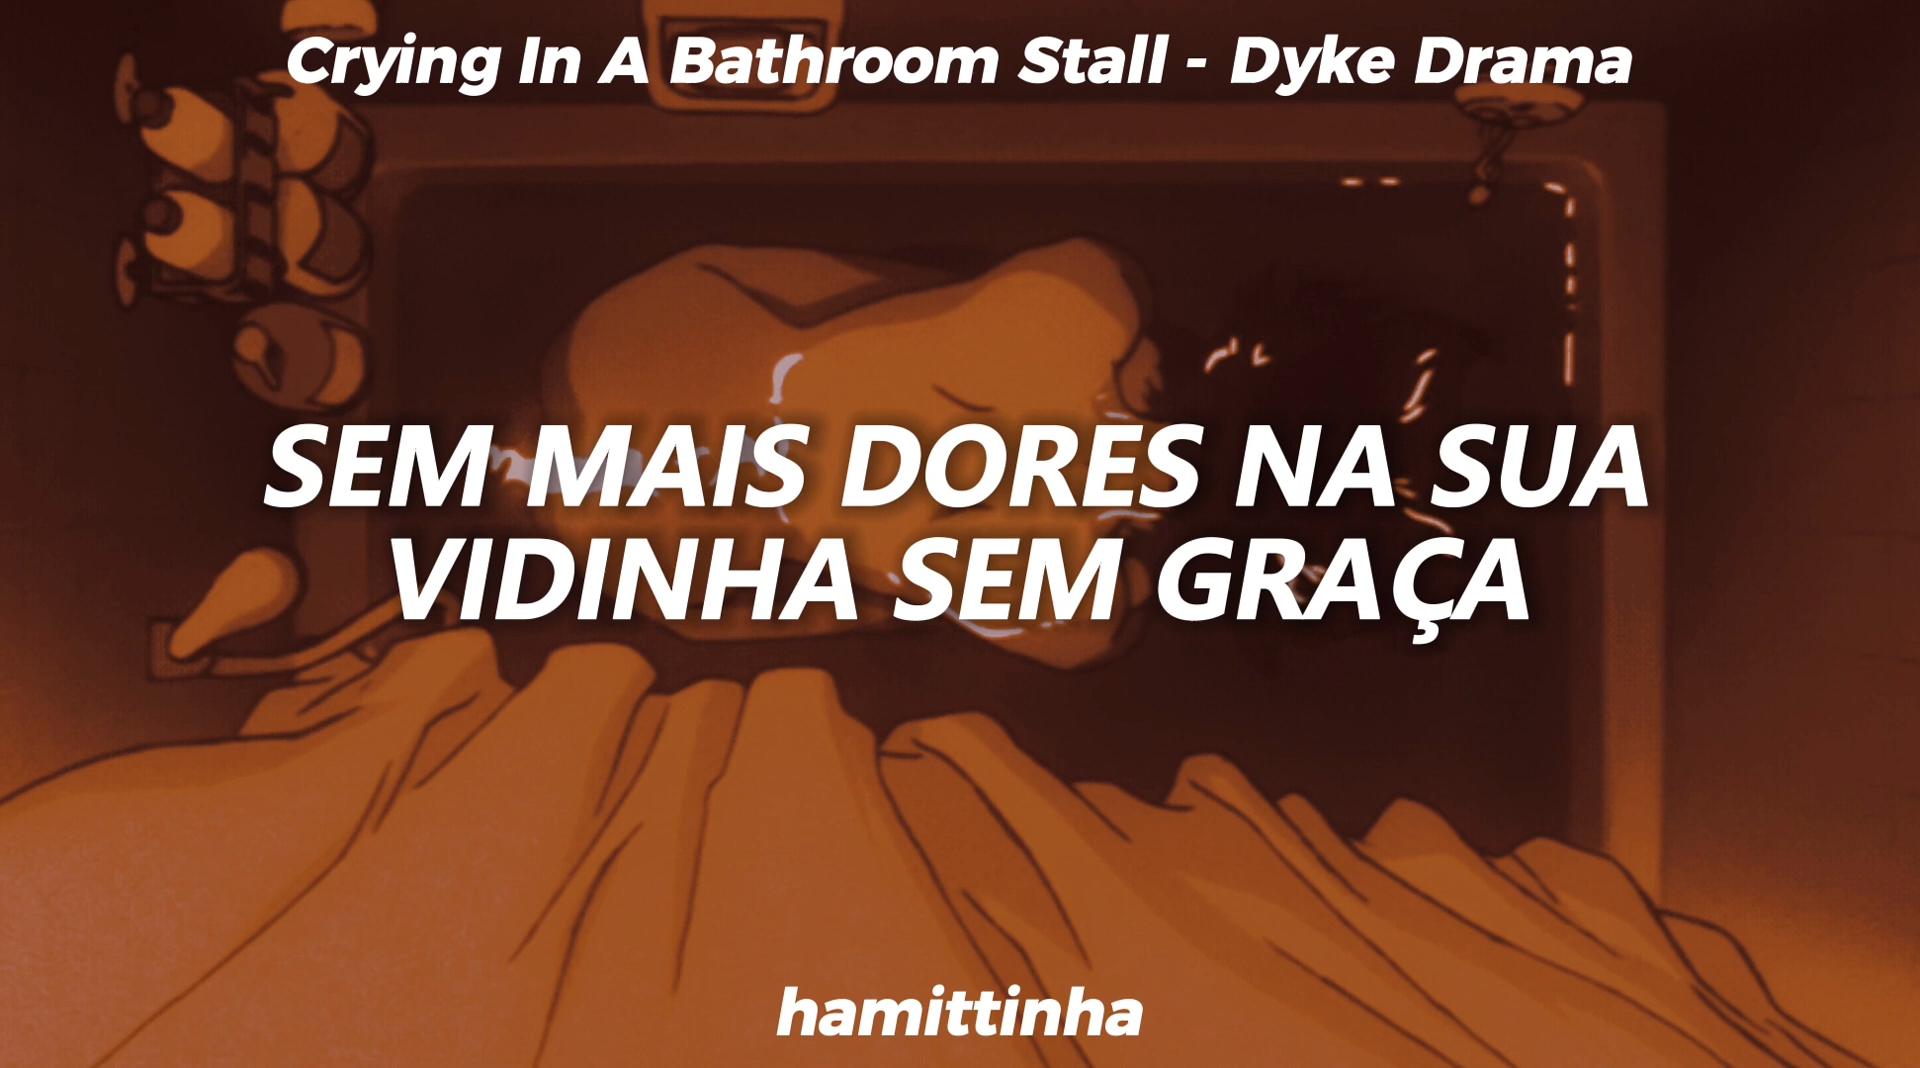 Crying In A Bathroom Stall - Dyke Drama
SEM MAIS DORES NA SUA
VIDINHA SEM GRAÇA
hamittinha